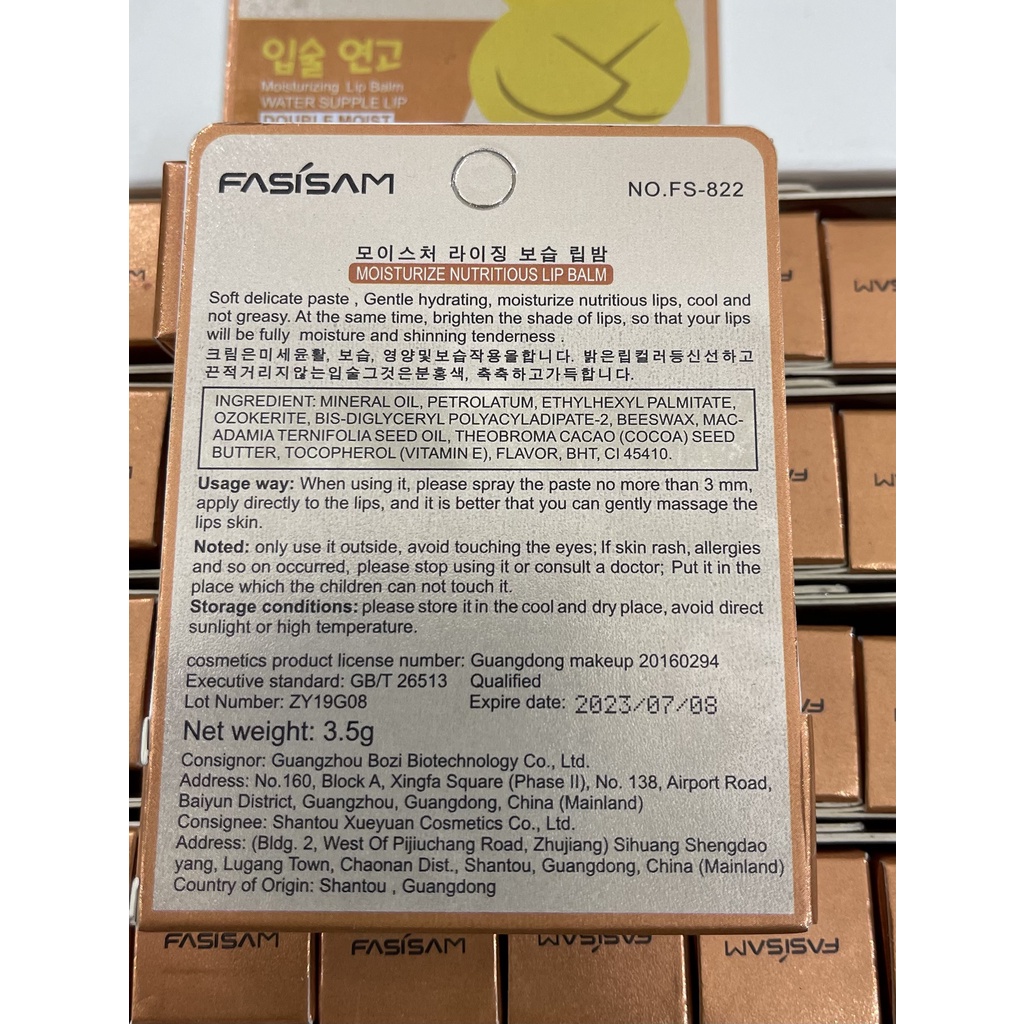 입술 연고
Moisturizing Lip Balm
WATER SUPPLE LIP
DOUBLE MOIST
FASÍSAM
NO.FS-822
모이스처 라이징 보습 립밤
MOISTURIZE NUTRITIOUS LIP BALM
Soft delicate paste , Gentle hydrating, moisturize nutritious lips, cool and
not greasy. At the same time, brighten the shade of lips, so that your lips
will be fully moisture and shinning tenderness .
크림은미세윤활, 보습, 영양및보습작용을합니다. 밝은립컬러등신선하고
끈적거리지않는입술그것은분홍색, 촉촉하고가득합니다.
INGREDIENT: MINERAL OIL, PETROLATUM, ETHYLHEXYL PALMITATE,
OZOKERITE, BIS-DIGLYCERYL POLYACYLADIPATE-2, BEESWAX, MAC-
ADAMIA TERNIFOLIA SEED OIL, THEOBROMA CACAO (COCOA) SEED
BUTTER, TOCOPHEROL (VITAMIN E), FLAVOR, BHT, CI 45410.
Usage way: When using it, please spray the paste no more than 3 mm,
apply directly to the lips, and it is better that you can gently massage the
lips skin.
Noted: only use it outside, avoid touching the eyes; If skin rash, allergies
and so on occurred, please stop using it or consult a doctor; Put it in the
place which the children can not touch it.
Storage conditions: please store it in the cool and dry place, avoid direct
sunlight or high temperature.
cosmetics product license number: Guangdong makeup 20160294
Executive standard: GB/T 26513 Qualified
Lot Number: ZY19G08 Expire date: 2023/07/08
Net weight: 3.5g
Consignor: Guangzhou Bozi Biotechnology Co., Ltd.
Address: No.160, Block A, Xingfa Square (Phase II), No. 138, Airport Road,
Baiyun District, Guangzhou, Guangdong, China (Mainland)
Consignee: Shantou Xueyuan Cosmetics Co., Ltd.
Address: (Bldg. 2, West Of Pijiuchang Road, Zhujiang) Sihuang Shengdao
yang, Lugang Town, Chaonan Dist., Shantou, Guangdong, China (Mainland)
Country of Origin: Shantou , Guangdong
FASÍSAM
FASÍSAM
FASÍSAM
FASÍSAM